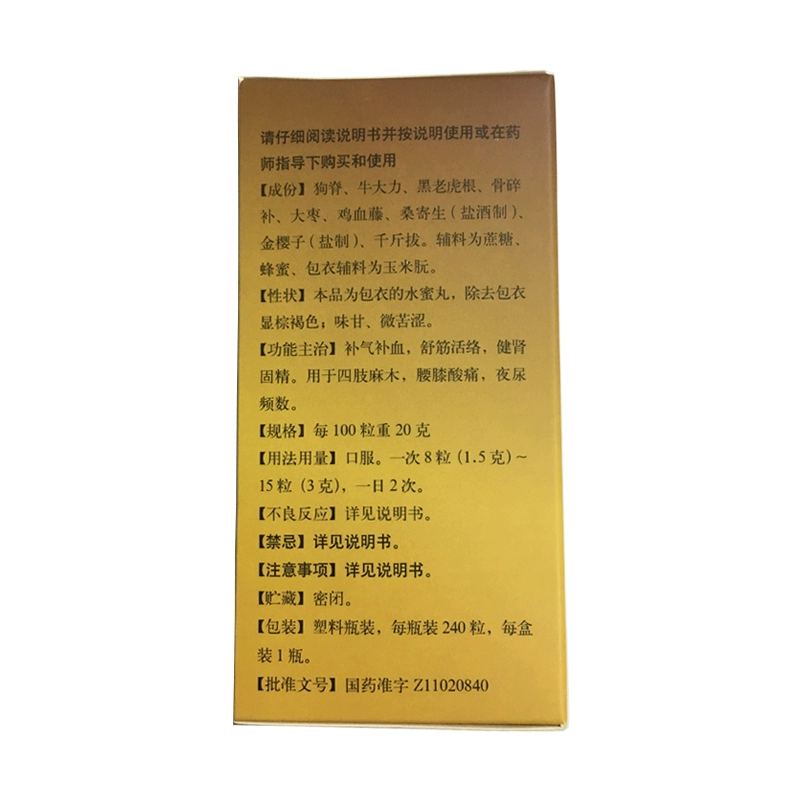 请仔细阅读说明书并按说明使用或在药
师指导下购买和使用
【成份】狗脊、牛大力、黑老虎根、骨碎
补、大枣、鸡血藤、桑寄生（盐酒制）、
金樱子（盐制）、千斤拔。辅料为蔗糖、
蜂蜜、包衣辅料为玉米朊。
【性状】本品为包衣的水蜜丸，除去包衣
显棕褐色；味甘、微苦涩。
【功能主治】补气补血，舒筋活络，健肾
固精。用于四肢麻木，腰膝酸痛，夜尿
频数。
【规格】每100粒重20克
【用法用量】口服。一次8粒（1.5克）~
15粒（3克），一日2次。
【不良反应】详见说明书。
【禁忌】详见说明书。
【注意事项】详见说明书。
【贮藏】密闭。
【包装】塑料瓶装，每瓶装240粒，每盒
装1瓶。
【批准文号】国药准字Z11020840